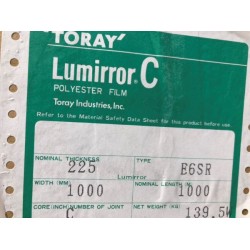 TORAY
Lumirror® C
POLYESTER FILM
Toray Industries, Inc.
Refer to the Material Safety Data Sheet for this product before use.
NOMINAL THICKNESS TYPE
225 E6SR
Lumirror
WIDTH (MM) NOMINAL LENGTH (M)
1000 1000
CORE-INCH/NUMBER OF JOINT NET WEIGHT (KG)
C 139.50